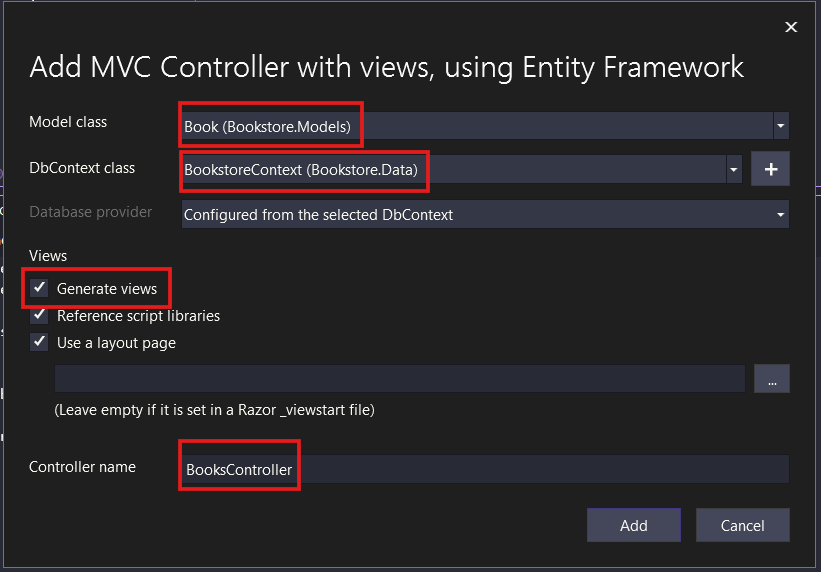 Add MVC Controller with views, using Entity Framework
Model class
Book (Bookstore.Models)
DbContext class
BookstoreContext (Bookstore.Data)
+
Database provider
Configured from the selected DbContext
Views
Generate views
Reference script libraries
Use a layout page
...
(Leave empty if it is set in a Razor _viewstart file)
Controller name
BooksController
Add
Cancel